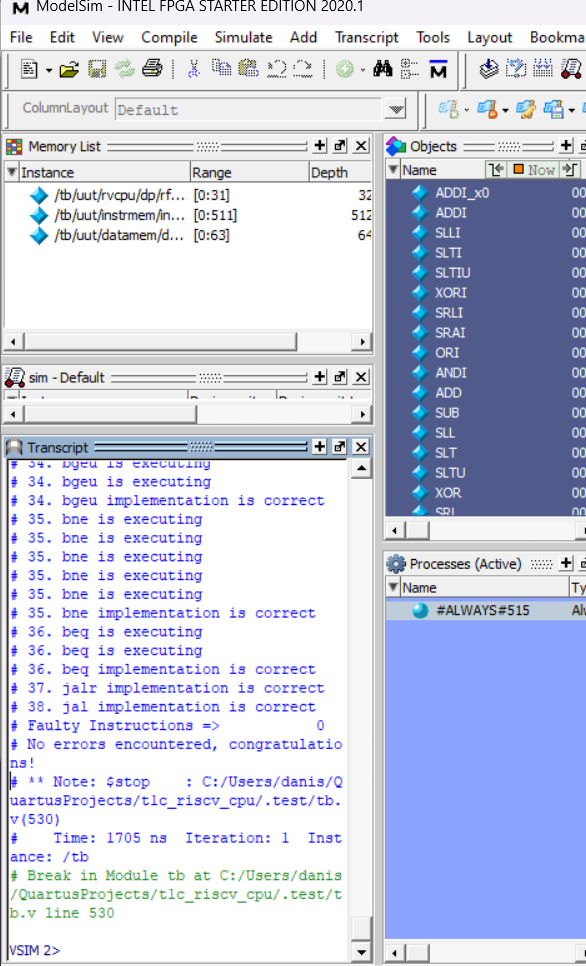 ModelSim - INTEL FPGA STARTER EDITION 2020.1
File Edit View Compile Simulate Add Transcript Tools Layout Bookma
ColumnLayout Default
Memory List
Instance Range Depth
/tb/uut/rvcpu/dp/rf... [0:31] 32
/tb/uut/instrmem/in... [0:511] 512
/tb/uut/datamem/d... [0:63] 64
sim - Default
Transcript
# 34. bgeu is executing
# 34. bgeu is executing
# 34. bgeu implementation is correct
# 35. bne is executing
# 35. bne is executing
# 35. bne is executing
# 35. bne is executing
# 35. bne is executing
# 35. bne implementation is correct
# 36. beq is executing
# 36. beq is executing
# 36. beq implementation is correct
# 37. jalr implementation is correct
# 38. jal implementation is correct
# Faulty Instructions => 0
# No errors encountered, congratulatio
ns!
# ** Note: $stop : C:/Users/danis/Q
uartusProjects/tlc_riscv_cpu/.test/tb.
v(530)
# Time: 1705 ns Iteration: 1 Inst
ance: /tb
# Break in Module tb at C:/Users/danis
/QuartusProjects/tlc_riscv_cpu/.test/t
b.v line 530
VSIM 2>
Objects
Name Now
ADDI_x0 00
ADDI 00
SLLI 00
SLTI 00
SLTIU 00
XORI 00
SRLI 00
SRAI 00
ORI 00
ANDI 00
ADD 00
SUB 00
SLL 00
SLT 00
SLTU 00
XOR 00
SRL 00
Processes (Active)
Name Ty
#ALWAYS#515 Alw